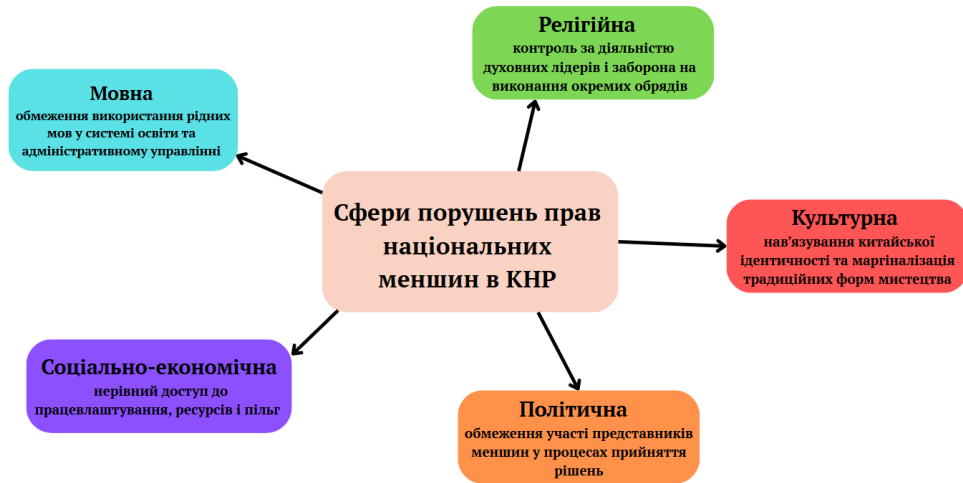 Релігійна
контроль за діяльністю
духовних лідерів і заборона на
виконання окремих обрядів
Мовна
обмеження використання рідних
мов у системі освіти та
адміністративному управлінні
Сфери порушень прав
національних
меншин в КНР
Культурна
нав'язування китайської
ідентичності та маргіналізація
традиційних форм мистецтва
Соціально-економічна
нерівний доступ до
працевлаштування, ресурсів і пільг
Політична
обмеження участі представників
меншин у процесах прийняття
рішень